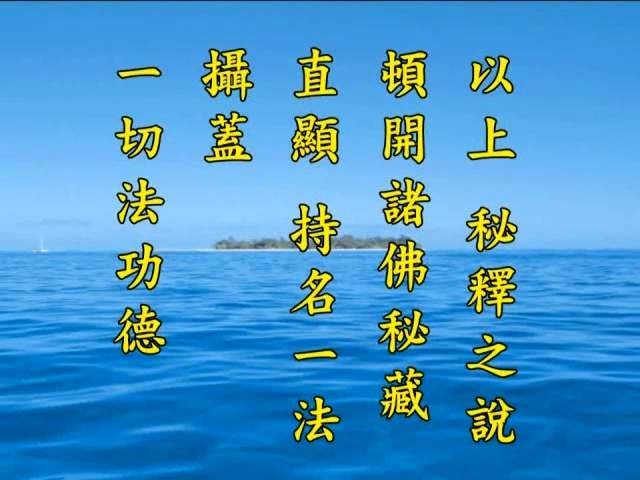 以上 秘釋之說
頓開諸佛秘藏
直顯 持名一法
攝蓋
一切法功德